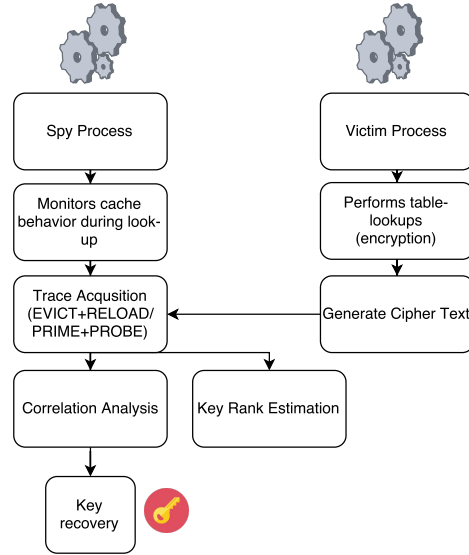 Spy Process
Victim Process
Monitors cache
behavior during look-
up
Performs table-
lookups
(encryption)
Trace Acqusition
(EVICT+RELOAD/
PRIME+PROBE)
Generate Cipher Text
Correlation Analysis
Key Rank Estimation
Key
recovery